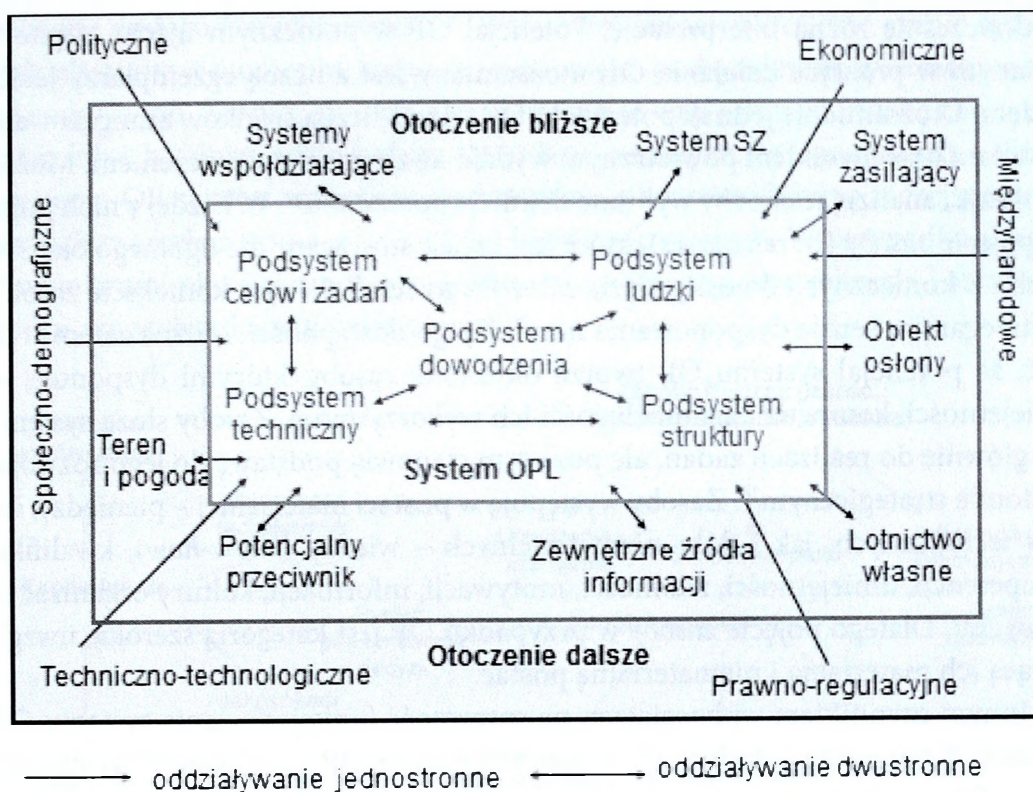 Polityczne
Ekonomiczne
Otoczenie bliższe
Systemy
współdziałające
System SZ
System
zasilający
Międzynarodowe
Społeczno-demograficzne
Podsystem
celów i zadań
Podsystem
ludzki
Podsystem
dowodzenia
Obiekt
osłony
Podsystem
techniczny
Podsystem
struktury
Teren
i pogoda
System OPL
Potencjalny
przeciwnik
Zewnętrzne źródła
informacji
Lotnictwo
własne
Otoczenie dalsze
Techniczno-technologiczne
Prawno-regulacyjne
oddziaływanie jednostronne
oddziaływanie dwustronne